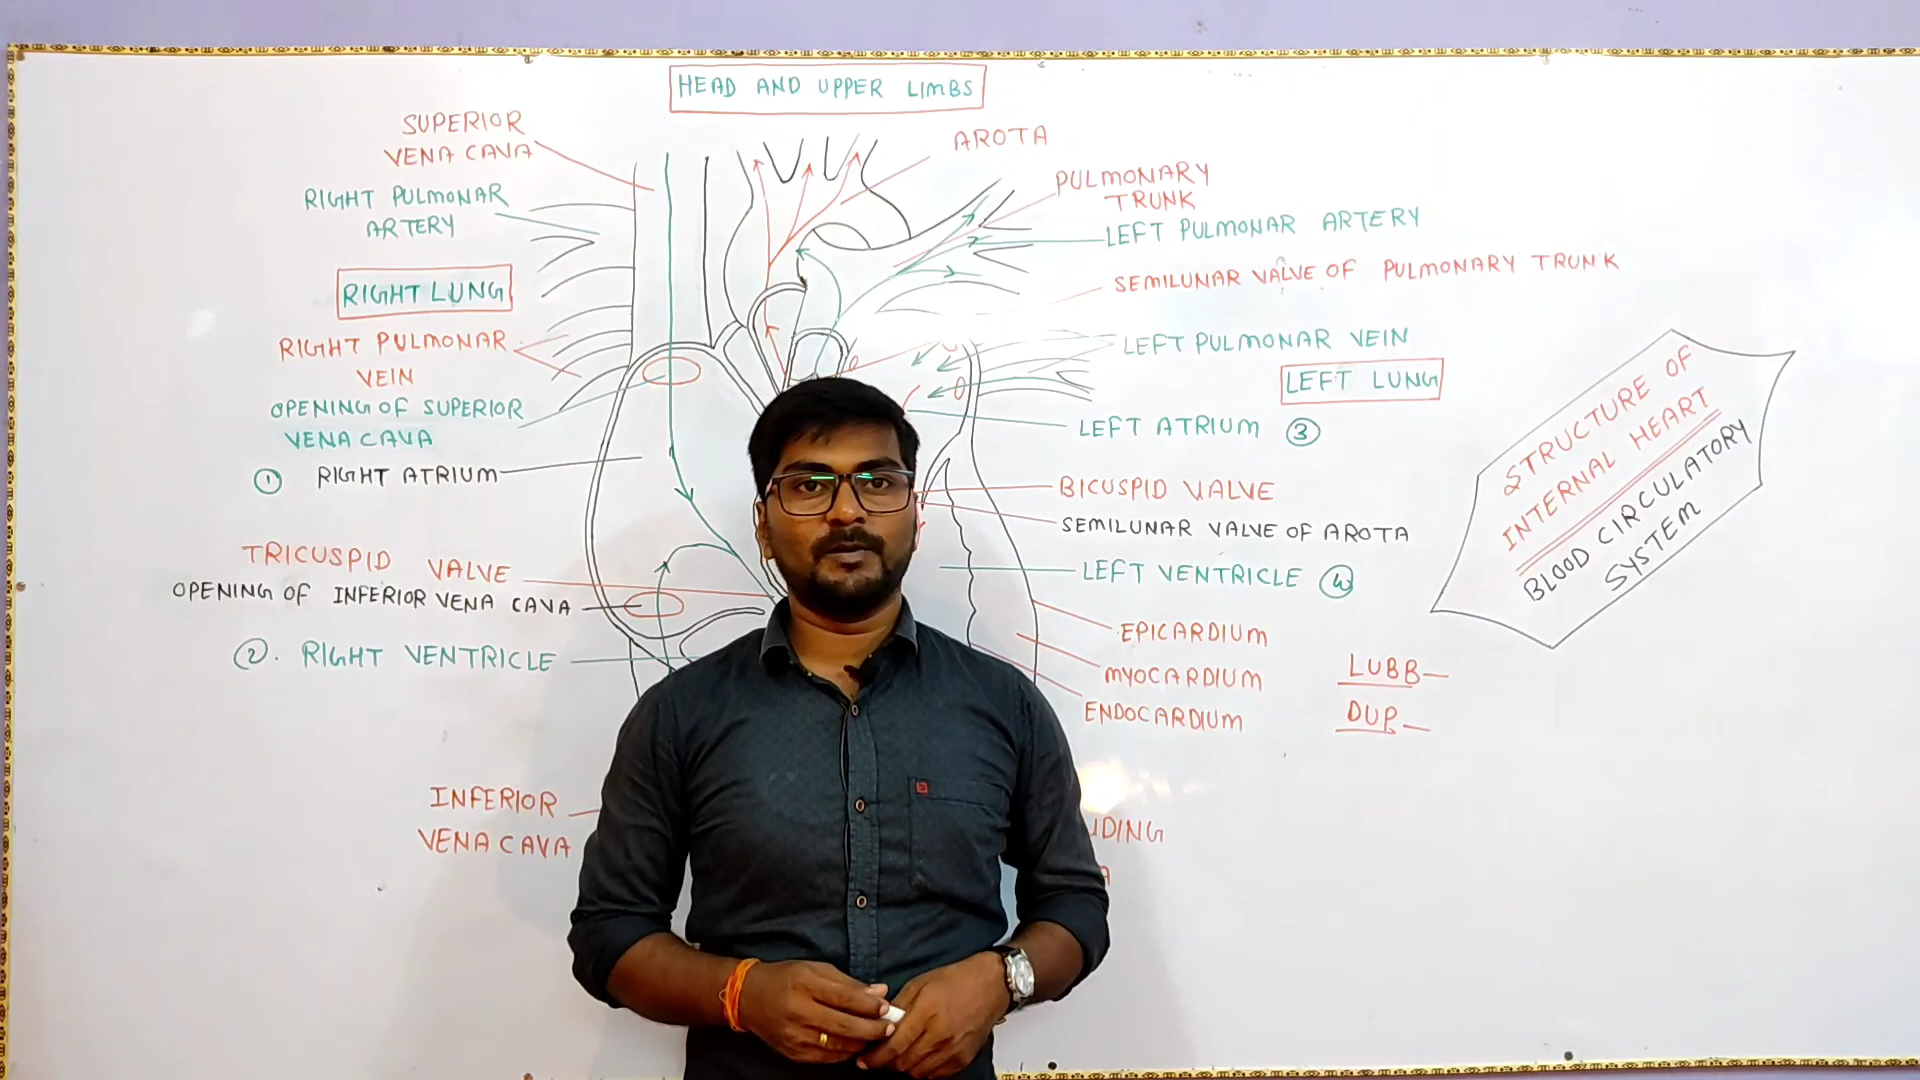 HEAD AND UPPER LIMBS
SUPERIOR
VENA CAVA
RIGHT PULMONAR
ARTERY
RIGHT LUNG
RIGHT PULMONAR
VEIN
OPENING OF SUPERIOR
VENA CAVA
① RIGHT ATRIUM
TRICUSPID VALVE
OPENING OF INFERIOR VENA CAVA
②. RIGHT VENTRICLE
INFERIOR
VENA CAVA
AROTA
PULMONARY
TRUNK
LEFT PULMONAR ARTERY
SEMILUNAR VALVE OF PULMONARY TRUNK
LEFT PULMONAR VEIN
LEFT LUNG
LEFT ATRIUM ③
BICUSPID VALVE
SEMILUNAR VALVE OF AROTA
LEFT VENTRICLE ④
EPICARDIUM
MYOCARDIUM
ENDOCARDIUM
LUBB—
DUP—
STRUCTURE OF
INTERNAL HEART
BLOOD CIRCULATORY
SYSTEM